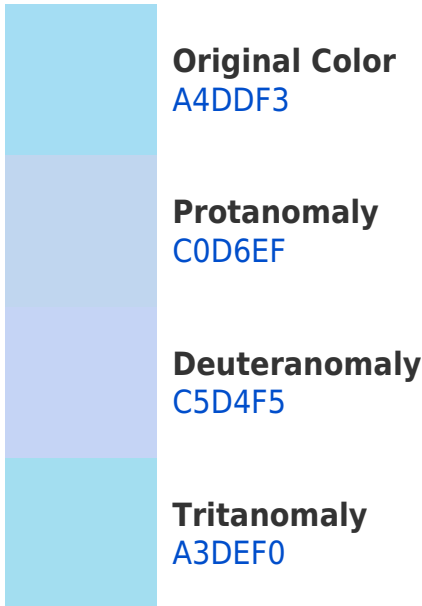 Original Color
A4DDF3
Protanomaly
C0D6EF
Deuteranomaly
C5D4F5
Tritanomaly
A3DEF0